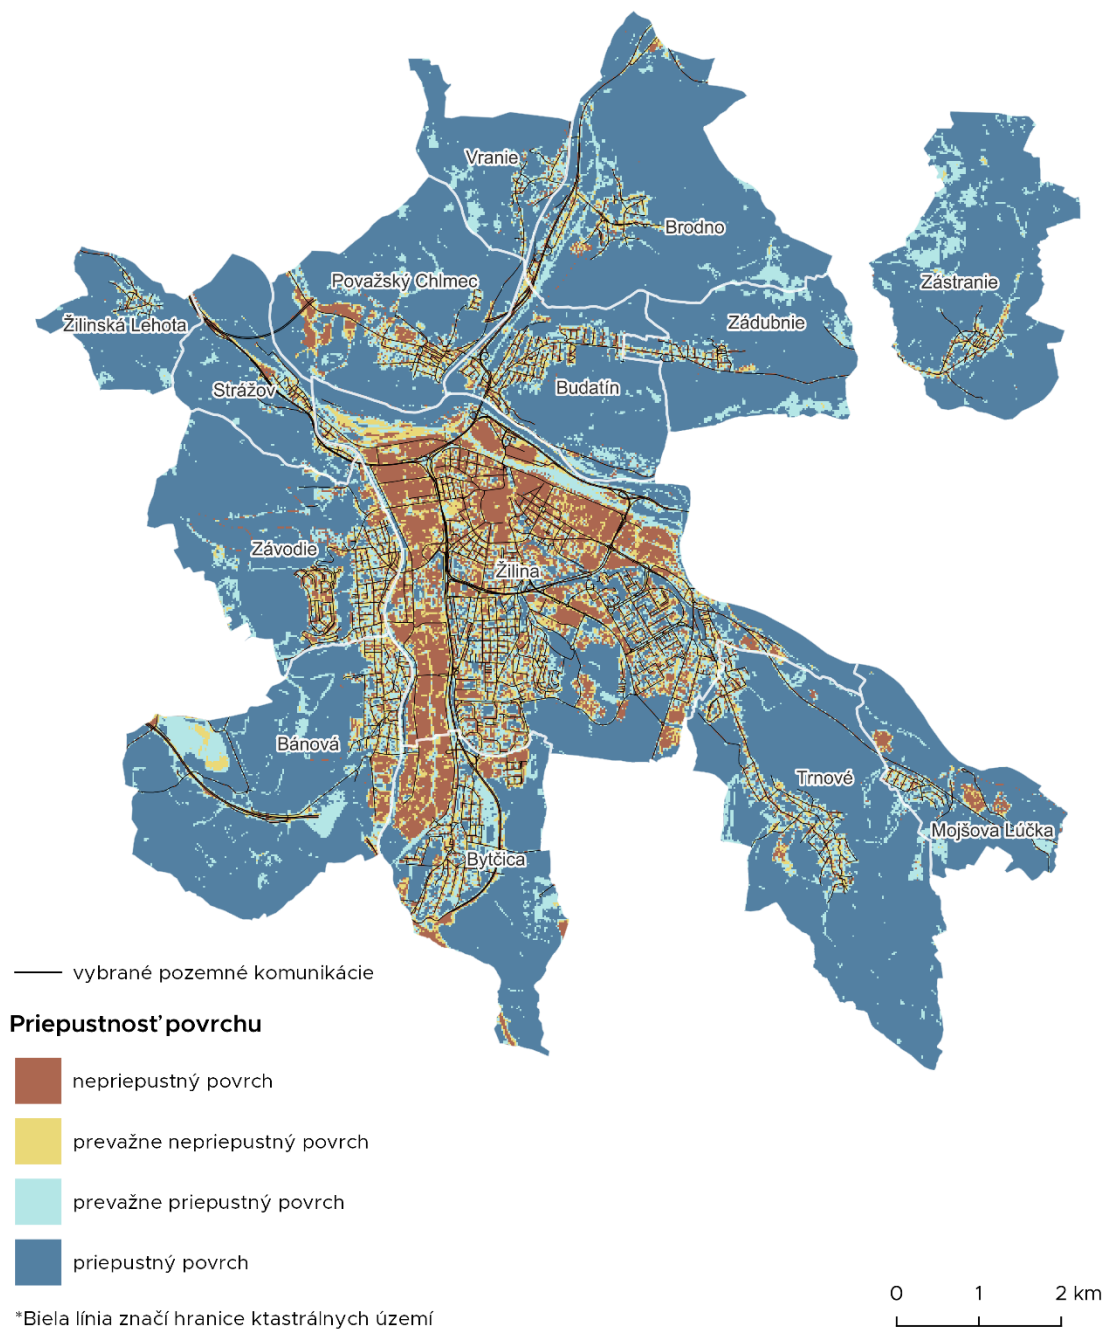 Vranie
Brodno
Považský Chlmec
Zástranie
Žilinská Lehota
Zádubnie
Strážov
Budatín
Závodie
Žilina
Bánová
Trnové
Mojšova Lúčka
Bytčica
vybrané pozemné komunikácie
Priepustnosť povrchu
nepriepustný povrch
prevažne nepriepustný povrch
prevažne priepustný povrch
priepustný povrch
0 1 2 km
*Biela línia značí hranice ktastrálnych území